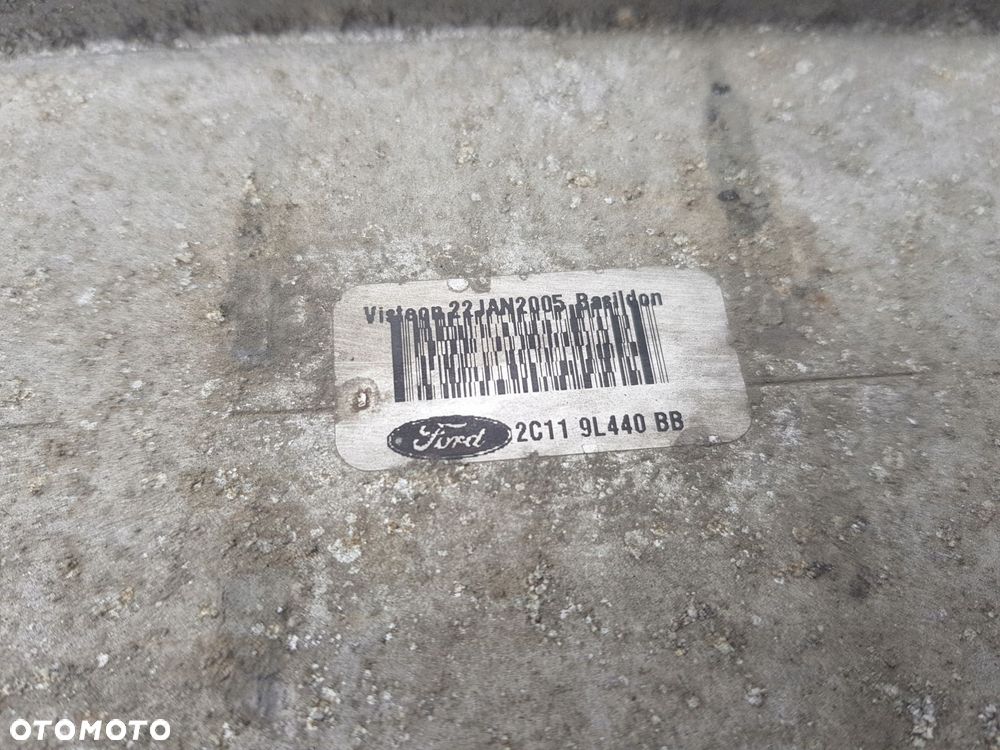 Visteon 22JAN2005 Basildon
Ford 2C11 9L440 BB
OTOMOTO